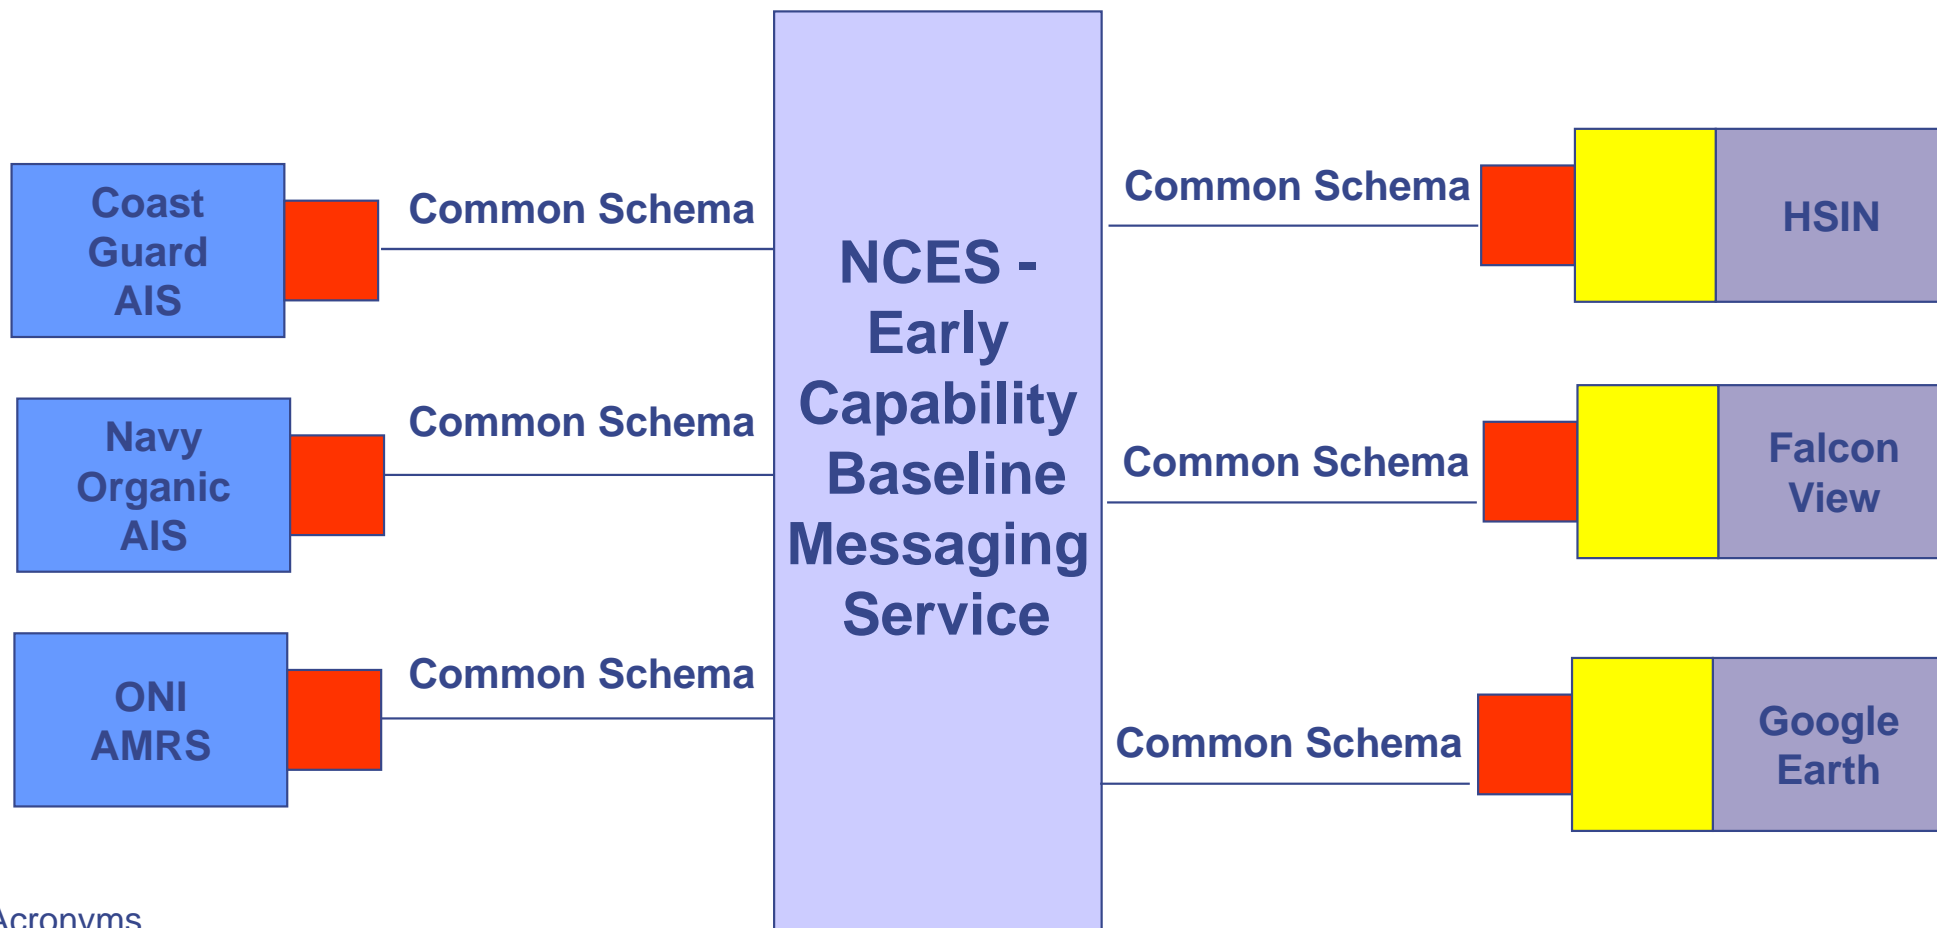 Coast
Guard
AIS
Common Schema
Navy
Organic
AIS
Common Schema
ONI
AMRS
Common Schema
NCES -
Early
Capability
Baseline
Messaging
Service
Common Schema
HSIN
Common Schema
Falcon
View
Common Schema
Google
Earth
Acronyms